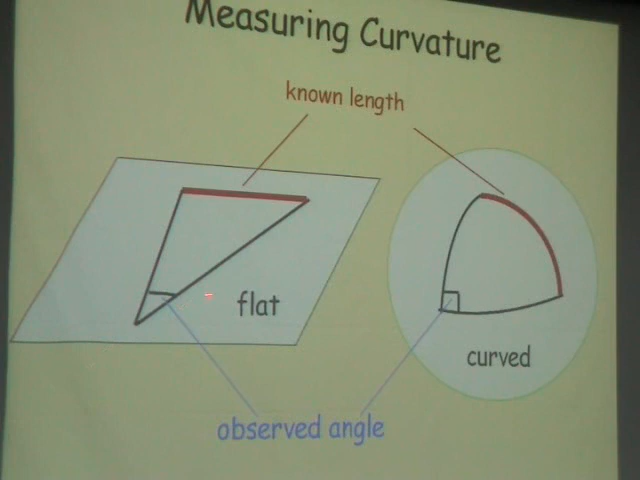 Measuring Curvature
known length
flat
curved
observed angle